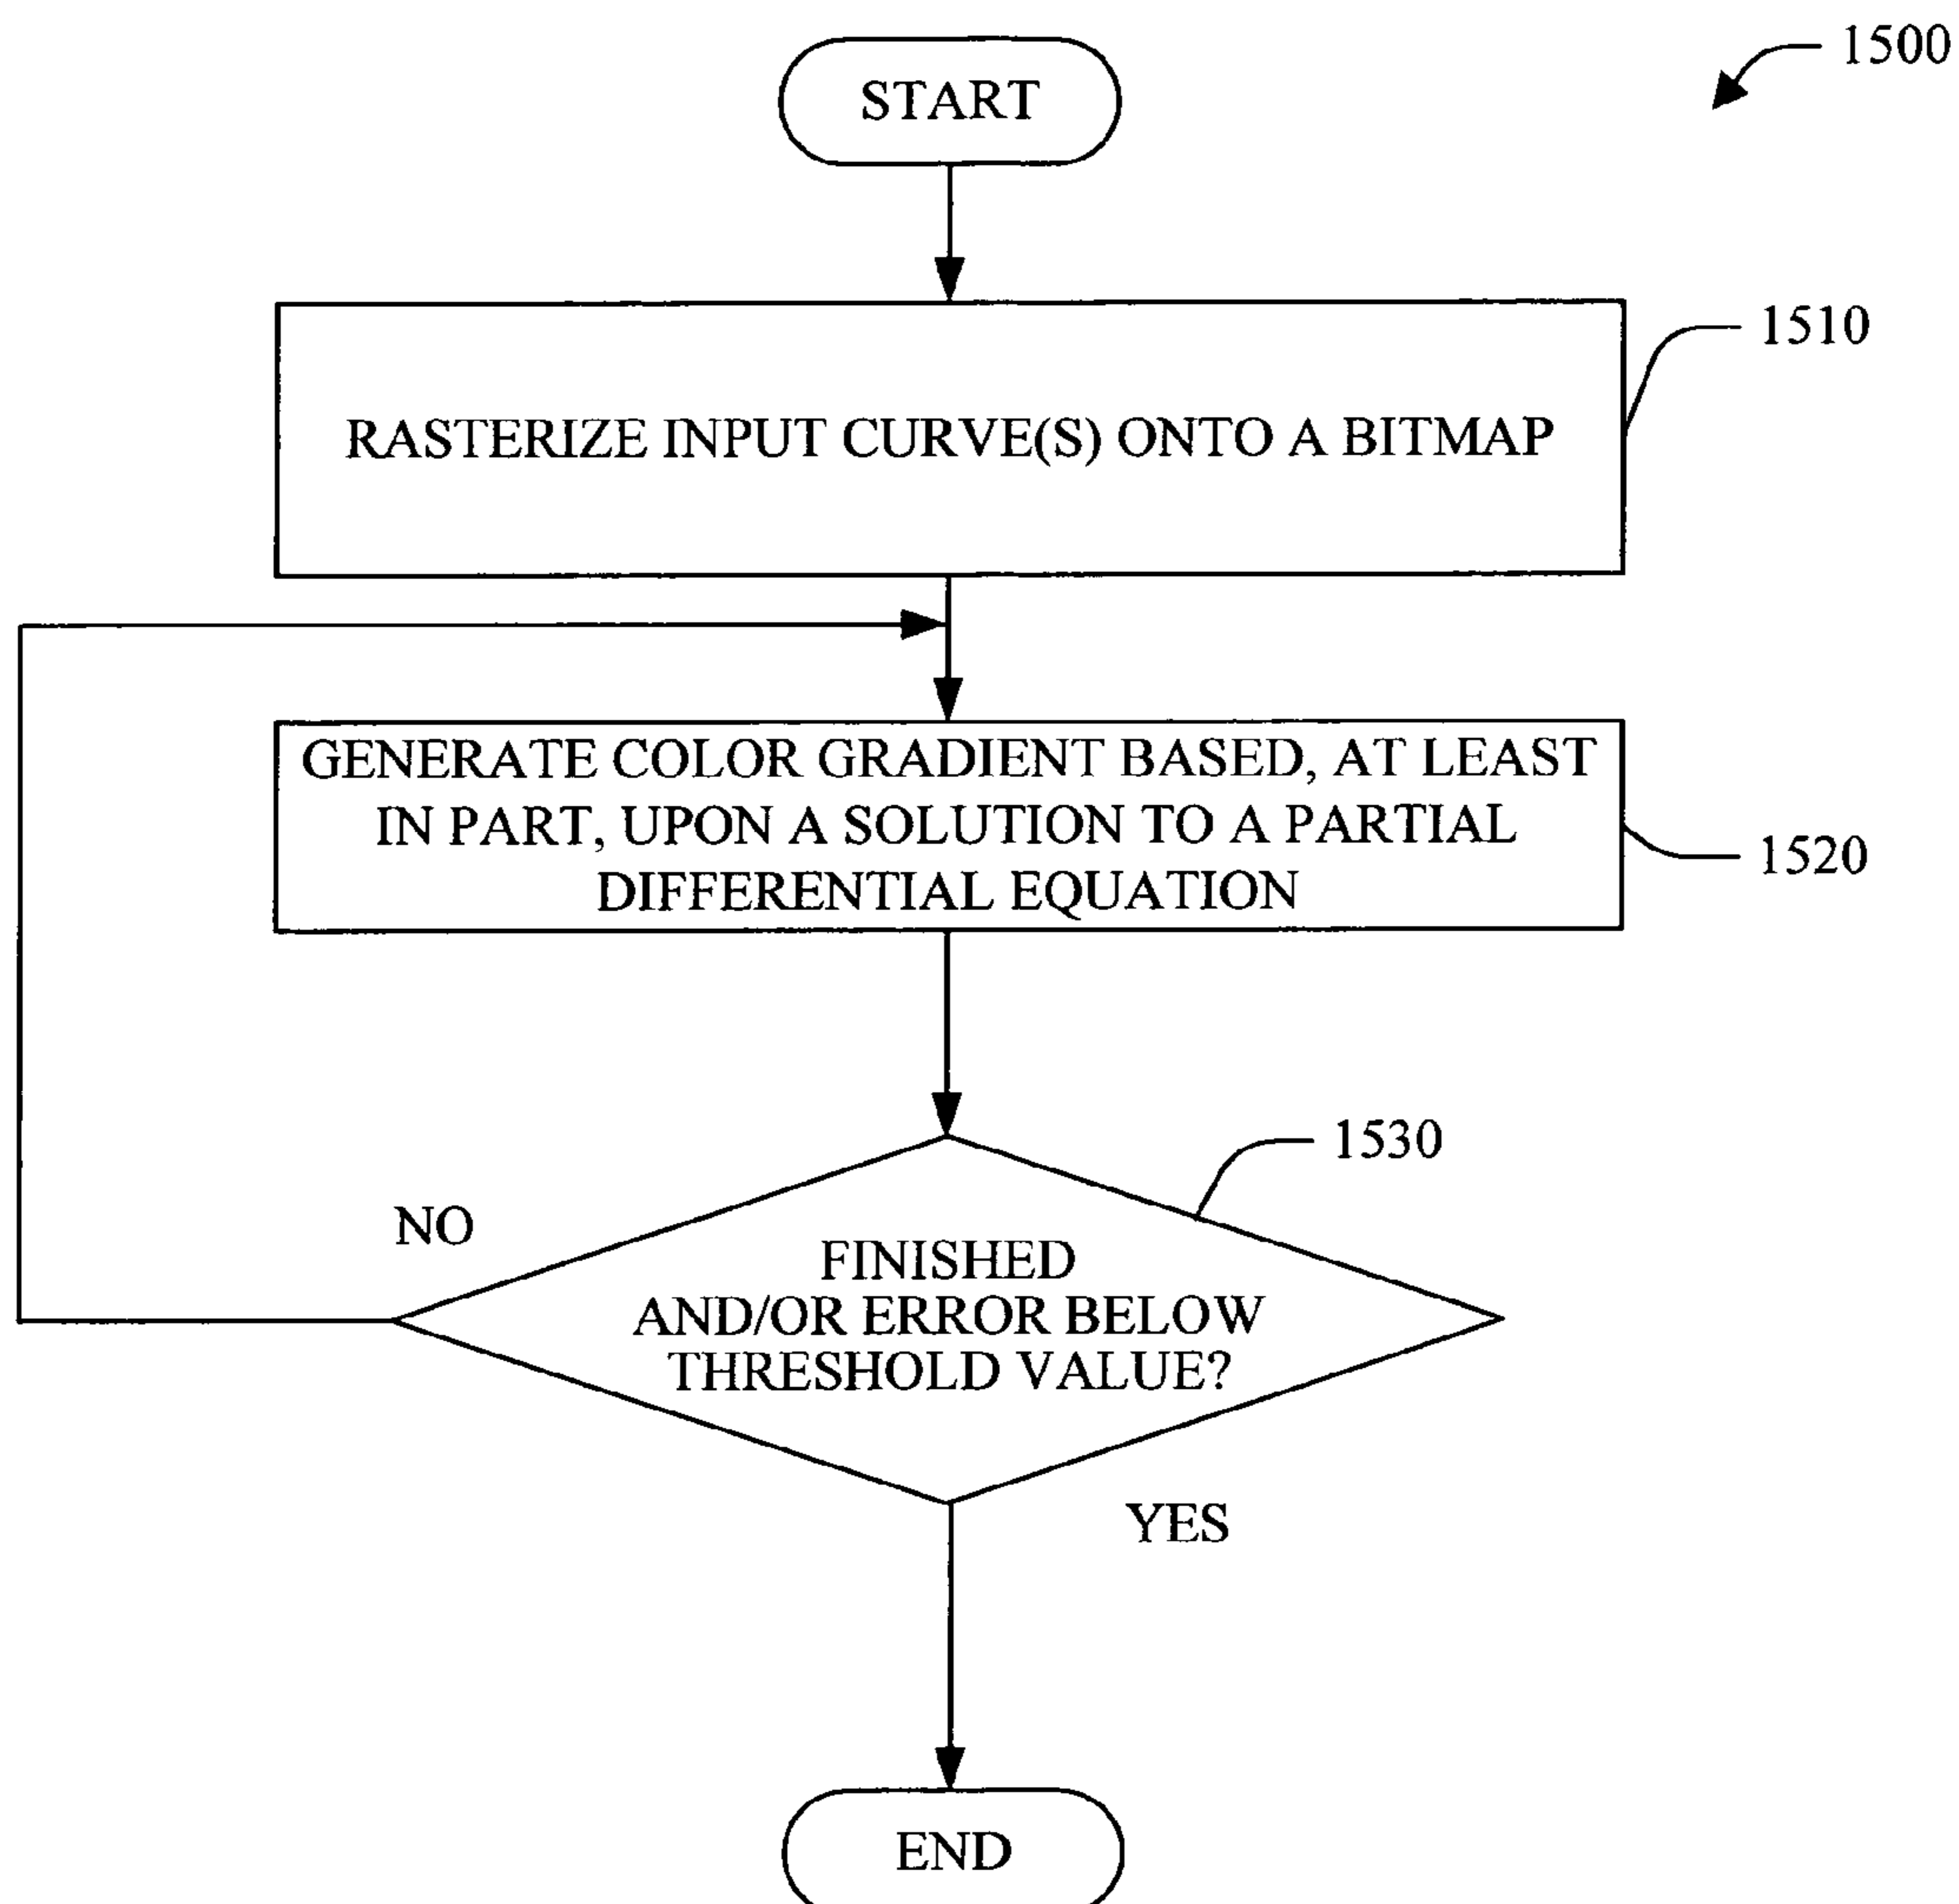 1500
START
1510
RASTERIZE INPUT CURVE(S) ONTO A BITMAP
GENERATE COLOR GRADIENT BASED, AT LEAST
IN PART, UPON A SOLUTION TO A PARTIAL
DIFFERENTIAL EQUATION
1520
1530
NO
FINISHED
AND/OR ERROR BELOW
THRESHOLD VALUE?
YES
END